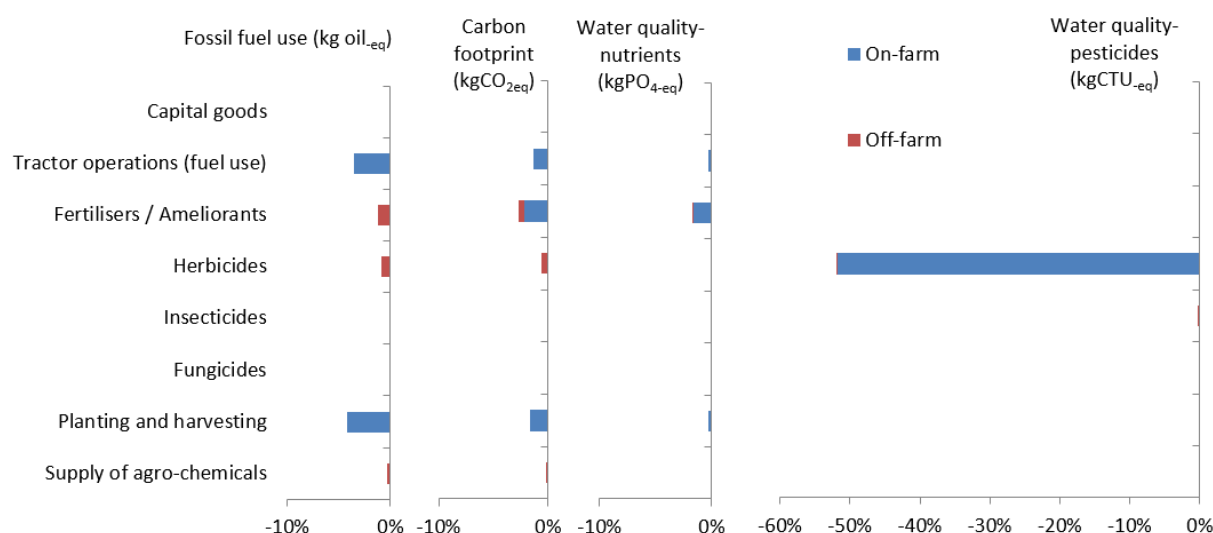 Fossil fuel use (kg oil-eq)
Carbon
footprint
(kgCO2eq)
Water quality-
nutrients
(kgPO4-eq)
On-farm
Off-farm
Water quality-
pesticides
(kgCTU-eq)
Capital goods
Tractor operations (fuel use)
Fertilisers / Ameliorants
Herbicides
Insecticides
Fungicides
Planting and harvesting
Supply of agro-chemicals
-10% 0% -10% 0% -10% 0% -60% -50% -40% -30% -20% -10% 0%